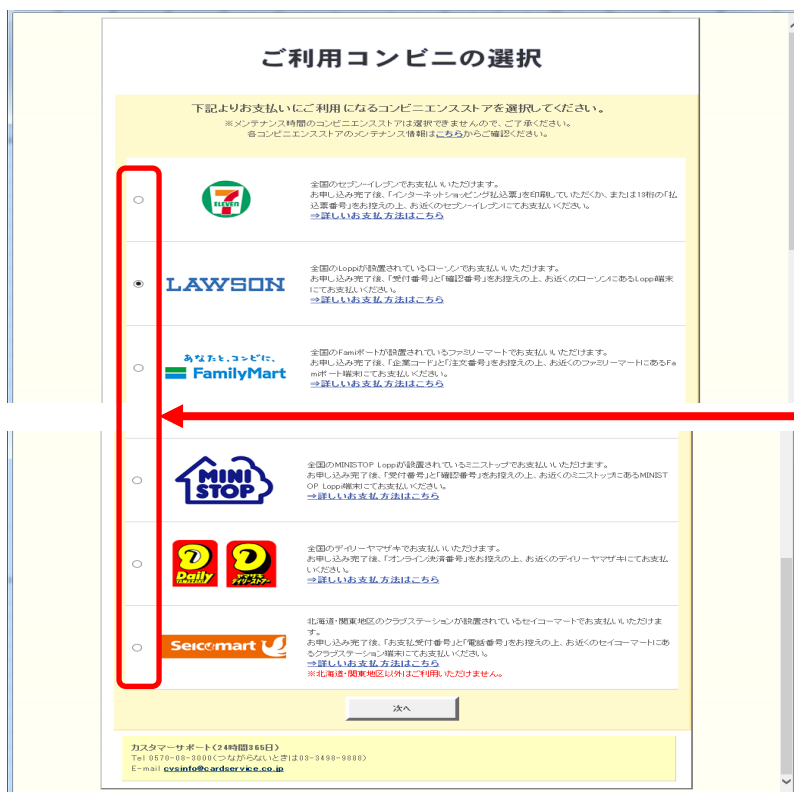 ご利用コンビニの選択
下記よりお支払いにご利用になるコンビニエンスストアを選択してください。
※メンテナンス時間のコンビニエンスストアは選択できませんので、ご了承ください。
各コンビニエンスストアのメンテナンス情報はこちらからご確認ください。
7
ELEVEN
全国のセブン-イレブンでお支払いいただけます。
お申し込み完了後、「インターネットショッピング払込票」を印刷していただくか、または13桁の「払
込票番号」をお控えの上、お近くのセブン-イレブンにてお支払いください。
⇒詳しいお支払方法はこちら
LAWSON
全国のLoppiが設置されているローソンでお支払いいただけます。
お申し込み完了後、「受付番号」と「確認番号」をお控えの上、お近くのローソンにあるLoppi端末
にてお支払いください。
⇒詳しいお支払方法はこちら
あなたと、コンビに、
FamilyMart
全国のFamiポートが設置されているファミリーマートでお支払いいただけます。
お申し込み完了後、「企業コード」と「注文番号」をお控えの上、お近くのファミリーマートにあるFa
miポート端末にてお支払いください。
⇒詳しいお支払方法はこちら
MINI
STOP
全国のMINISTOP Loppiが設置されているミニストップでお支払いいただけます。
お申し込み完了後、「受付番号」と「確認番号」をお控えの上、お近くのミニストップにあるMINIST
OP Loppi端末にてお支払いください。
⇒詳しいお支払方法はこちら
Daily
YAMAZAKI
ヤマザキ
デイリーストアー
全国のデイリーヤマザキでお支払いいただけます。
お申し込み完了後、「オンライン決済番号」をお控えの上、お近くのデイリーヤマザキにてお支払
いください。
⇒詳しいお支払方法はこちら
Seicomart
北海道・関東地区のクラブステーションが設置されているセイコーマートでお支払いいただけま
す。
お申し込み完了後、「お支払受付番号」と「電話番号」をお控えの上、お近くのセイコーマートにあ
るクラブステーション端末にてお支払いください。
⇒詳しいお支払方法はこちら
※北海道・関東地区以外はご利用いただけません。
次へ
カスタマーサポート(24時間365日)
Tel 0570-08-3000(つながらないときは03-3498-9888)
E-mail cvsinfo@cardservice.co.jp